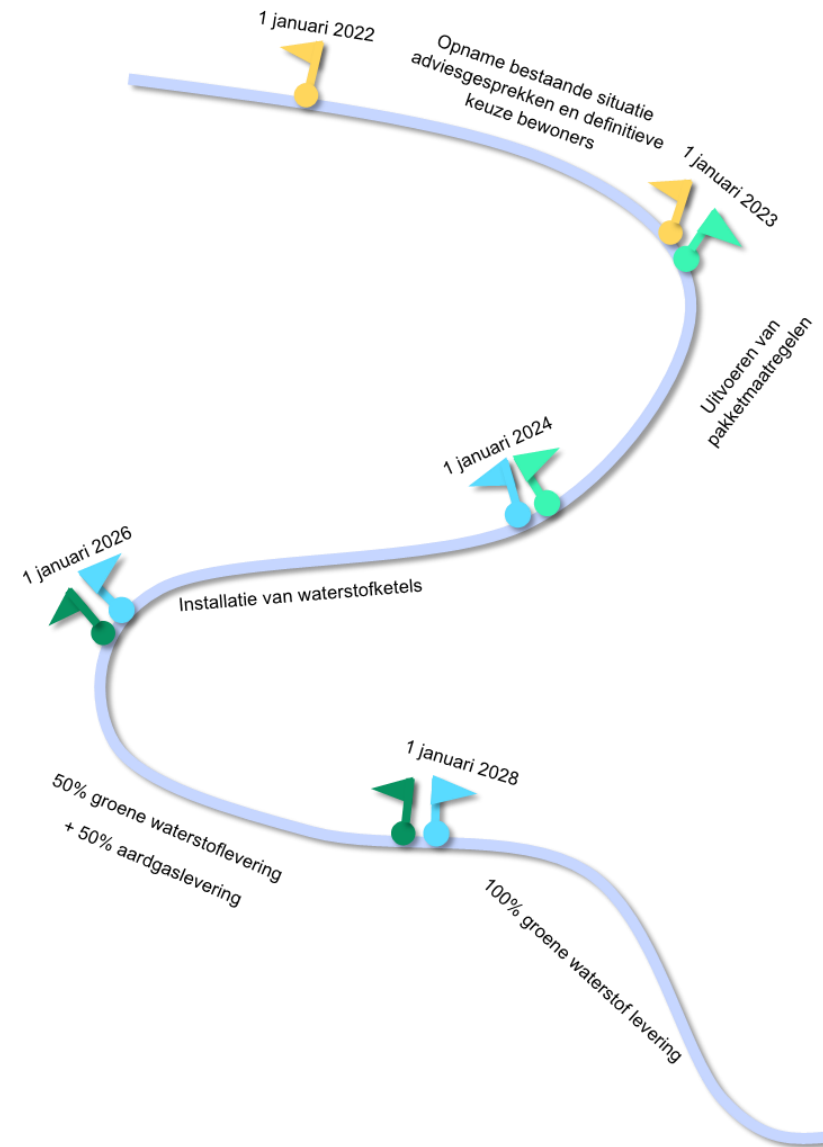 1 januari 2022
Opname bestaande situatie
adviesgesprekken en definitieve
keuze bewoners
1 januari 2023
Uitvoeren van
pakketmaatregelen
1 januari 2024
Installatie van waterstofketels
1 januari 2026
50% groene waterstoflevering
+ 50% aardgaslevering
1 januari 2028
100% groene waterstof levering